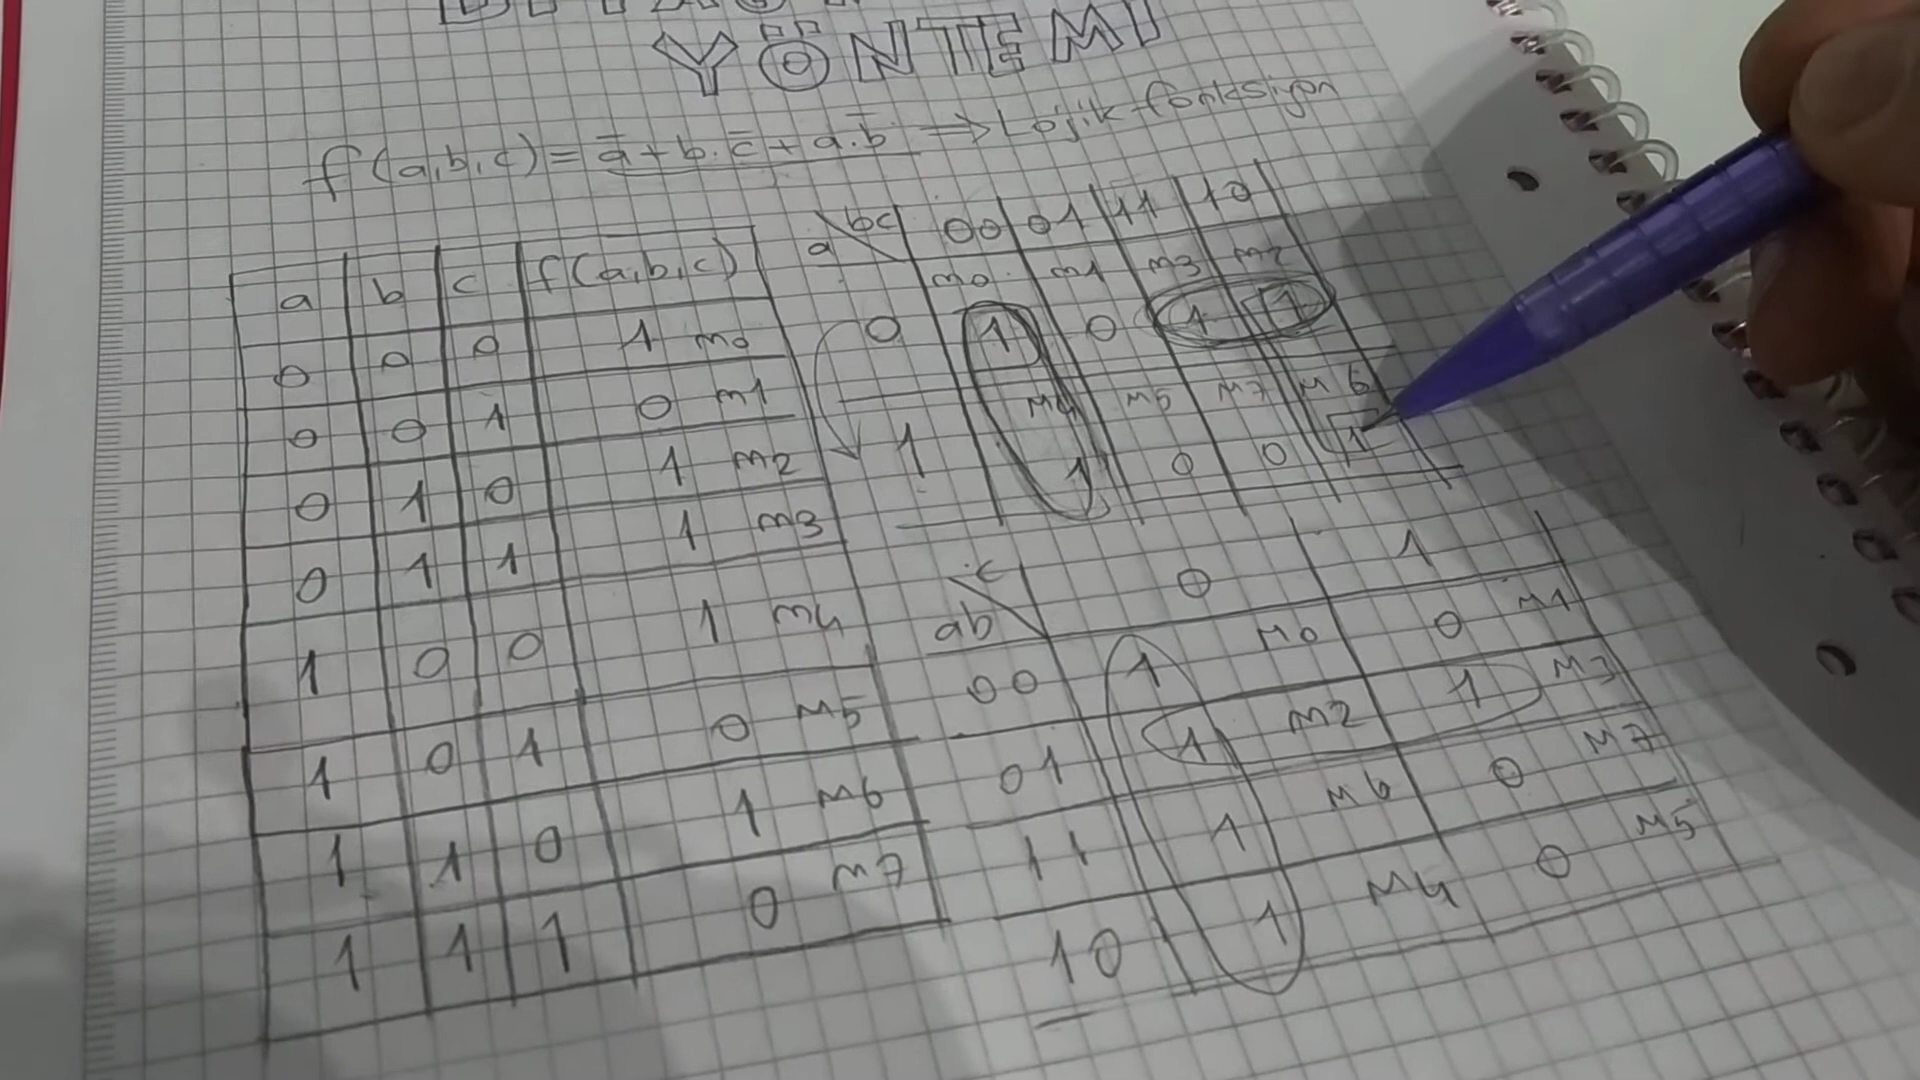 YÖNTEMİ
f(a,b,c) = a̅ + b.c̅ + a.b̅ => Lojik fonksiyon
a b c f(a,b,c)
0 0 0 1 m0
0 0 1 0 m1
0 1 0 1 m2
0 1 1 1 m3
1 0 0 1 m4
1 0 1 0 m5
1 1 0 1 m6
1 1 1 0 m7
a bc 00 01 11 10
m0 m1 m3 m2
0 1 0 1 1
m4 m5 m7 m6
1 1 0 0 1
ab c 0 1
00 1 m0 0 m1
01 1 m2 1 m3
11 1 m6 0 m7
10 1 m4 0 m5